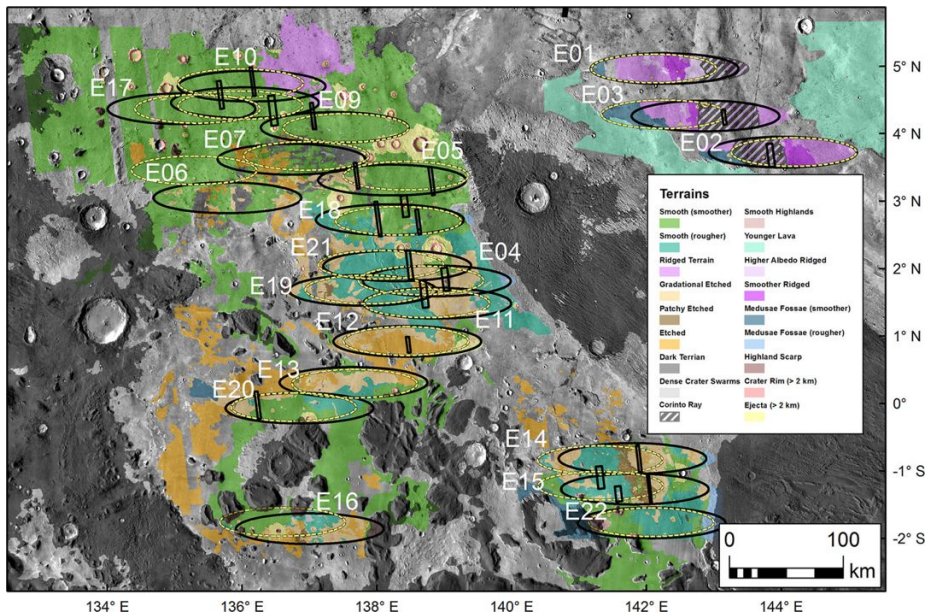 E10
E17
E09
E07
E06
E05
E18
E21
E04
E19
E11
E12
E13
E20
E16
E01
E03
E02
E14
E15
E22
5° N
4° N
3° N
2° N
1° N
0°
-1° S
-2° S
Terrains
Smooth (smoother)
Smooth (rougher)
Ridged Terrain
Gradational Etched
Patchy Etched
Etched
Dark Terrian
Dense Crater Swarms
Corinto Ray
Smooth Highlands
Younger Lava
Higher Albedo Ridged
Smoother Ridged
Medusae Fossae (smoother)
Medusae Fossae (rougher)
Highland Scarp
Crater Rim (> 2 km)
Ejecta (> 2 km)
0 100
km
134° E 136° E 138° E 140° E 142° E 144° E